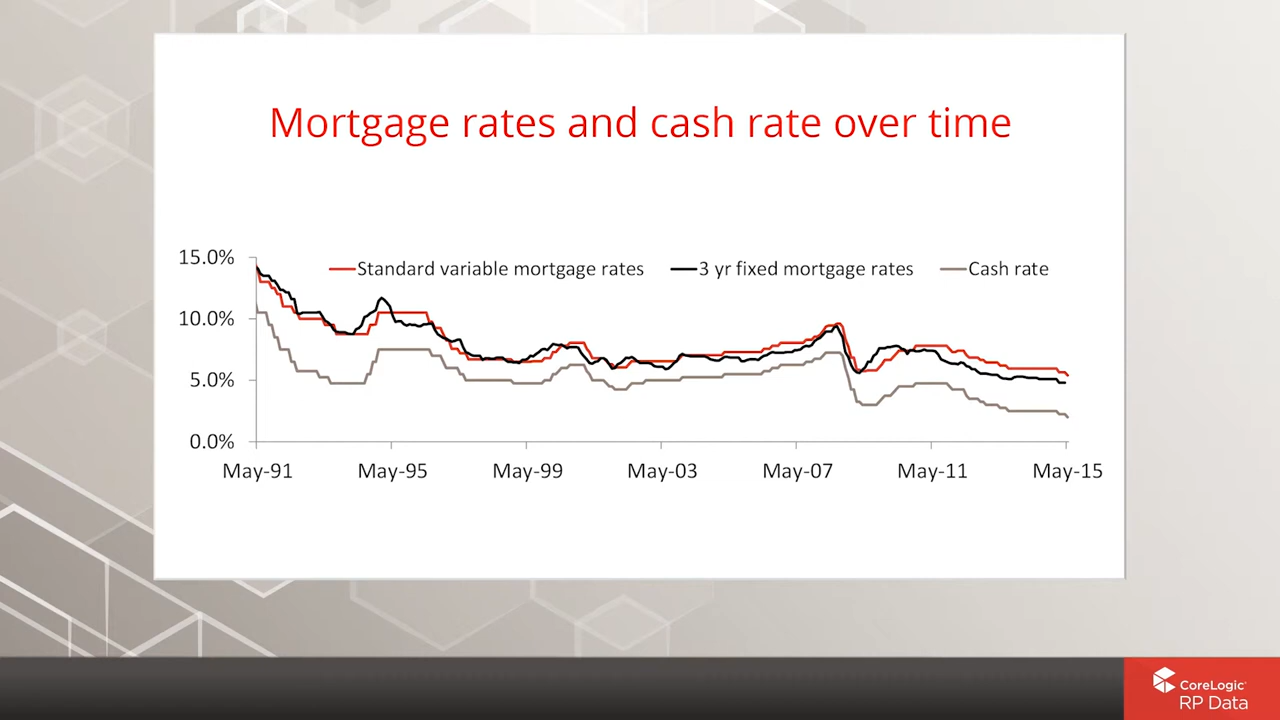 Mortgage rates and cash rate over time
15.0%
Standard variable mortgage rates
3 yr fixed mortgage rates
Cash rate
10.0%
5.0%
0.0%
May-91 May-95 May-99 May-03 May-07 May-11 May-15
CoreLogic
RP Data